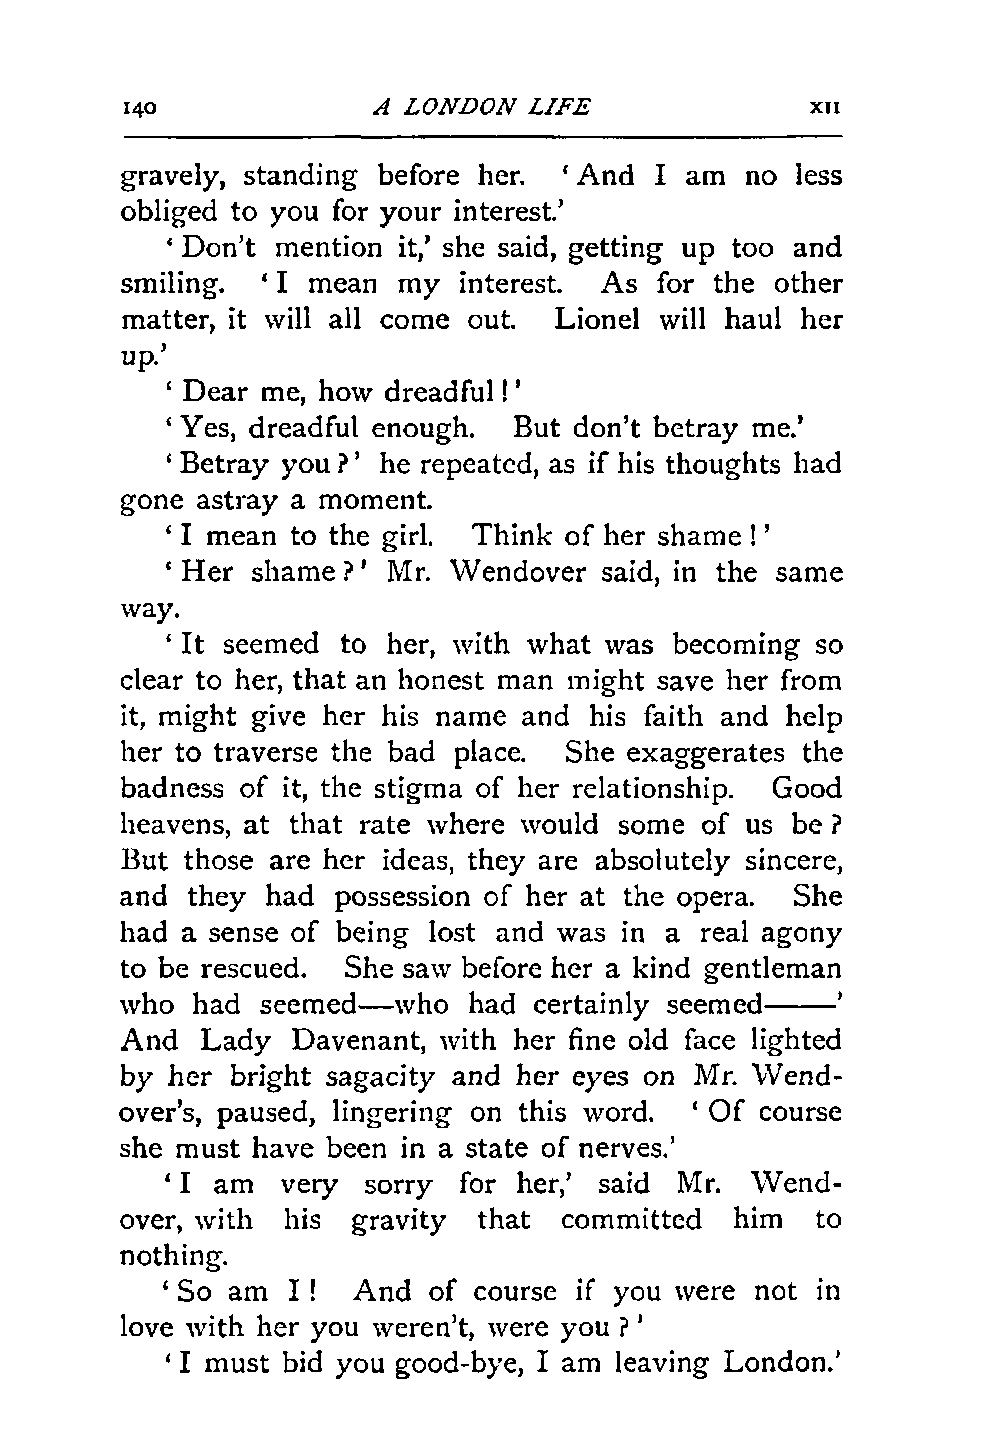 140 A LONDON LIFE XII
gravely, standing before her. ‘And I am no less
obliged to you for your interest.’
‘Don’t mention it,’ she said, getting up too and
smiling. ‘I mean my interest. As for the other
matter, it will all come out. Lionel will haul her
up.’
‘Dear me, how dreadful!’
‘Yes, dreadful enough. But don’t betray me.’
‘Betray you?’ he repeated, as if his thoughts had
gone astray a moment.
‘I mean to the girl. Think of her shame!’
‘Her shame?’ Mr. Wendover said, in the same
way.
‘It seemed to her, with what was becoming so
clear to her, that an honest man might save her from
it, might give her his name and his faith and help
her to traverse the bad place. She exaggerates the
badness of it, the stigma of her relationship. Good
heavens, at that rate where would some of us be?
But those are her ideas, they are absolutely sincere,
and they had possession of her at the opera. She
had a sense of being lost and was in a real agony
to be rescued. She saw before her a kind gentleman
who had seemed—who had certainly seemed——’
And Lady Davenant, with her fine old face lighted
by her bright sagacity and her eyes on Mr. Wend-
over’s, paused, lingering on this word. ‘Of course
she must have been in a state of nerves.’
‘I am very sorry for her,’ said Mr. Wend-
over, with his gravity that committed him to
nothing.
‘So am I! And of course if you were not in
love with her you weren’t, were you?’
‘I must bid you good-bye, I am leaving London.’